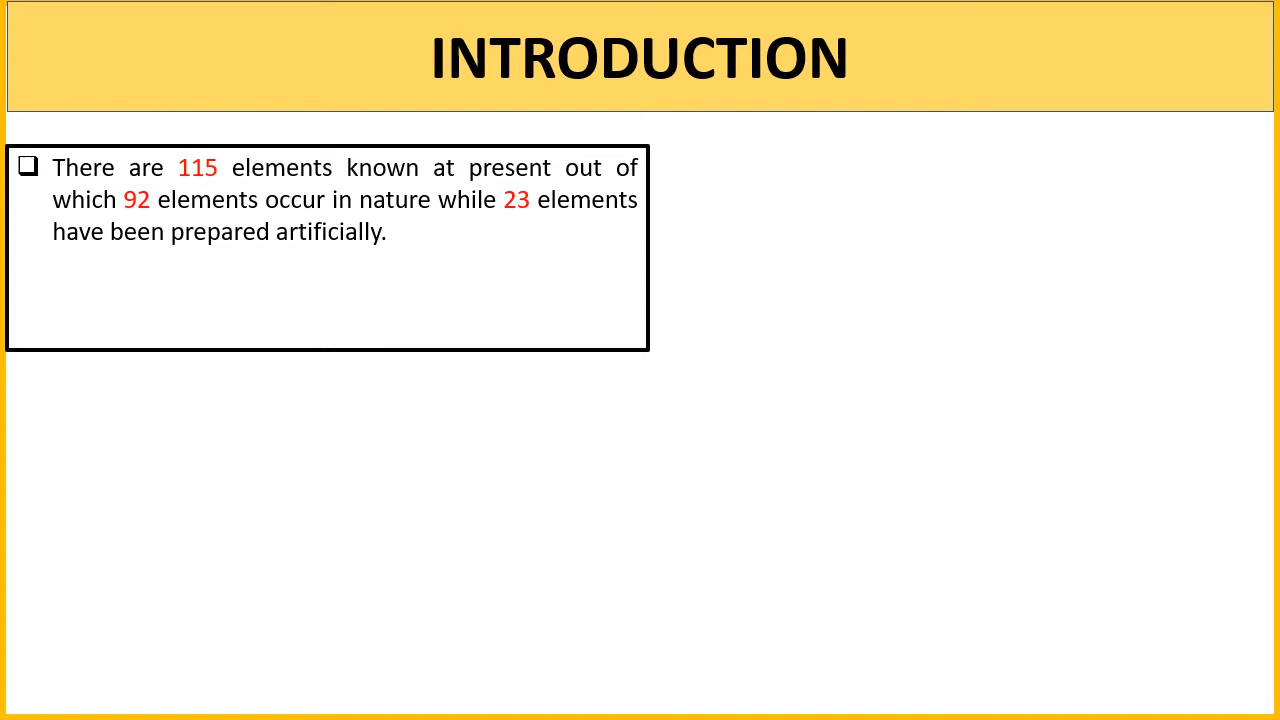 INTRODUCTION
❑ There are 115 elements known at present out of
which 92 elements occur in nature while 23 elements
have been prepared artificially.